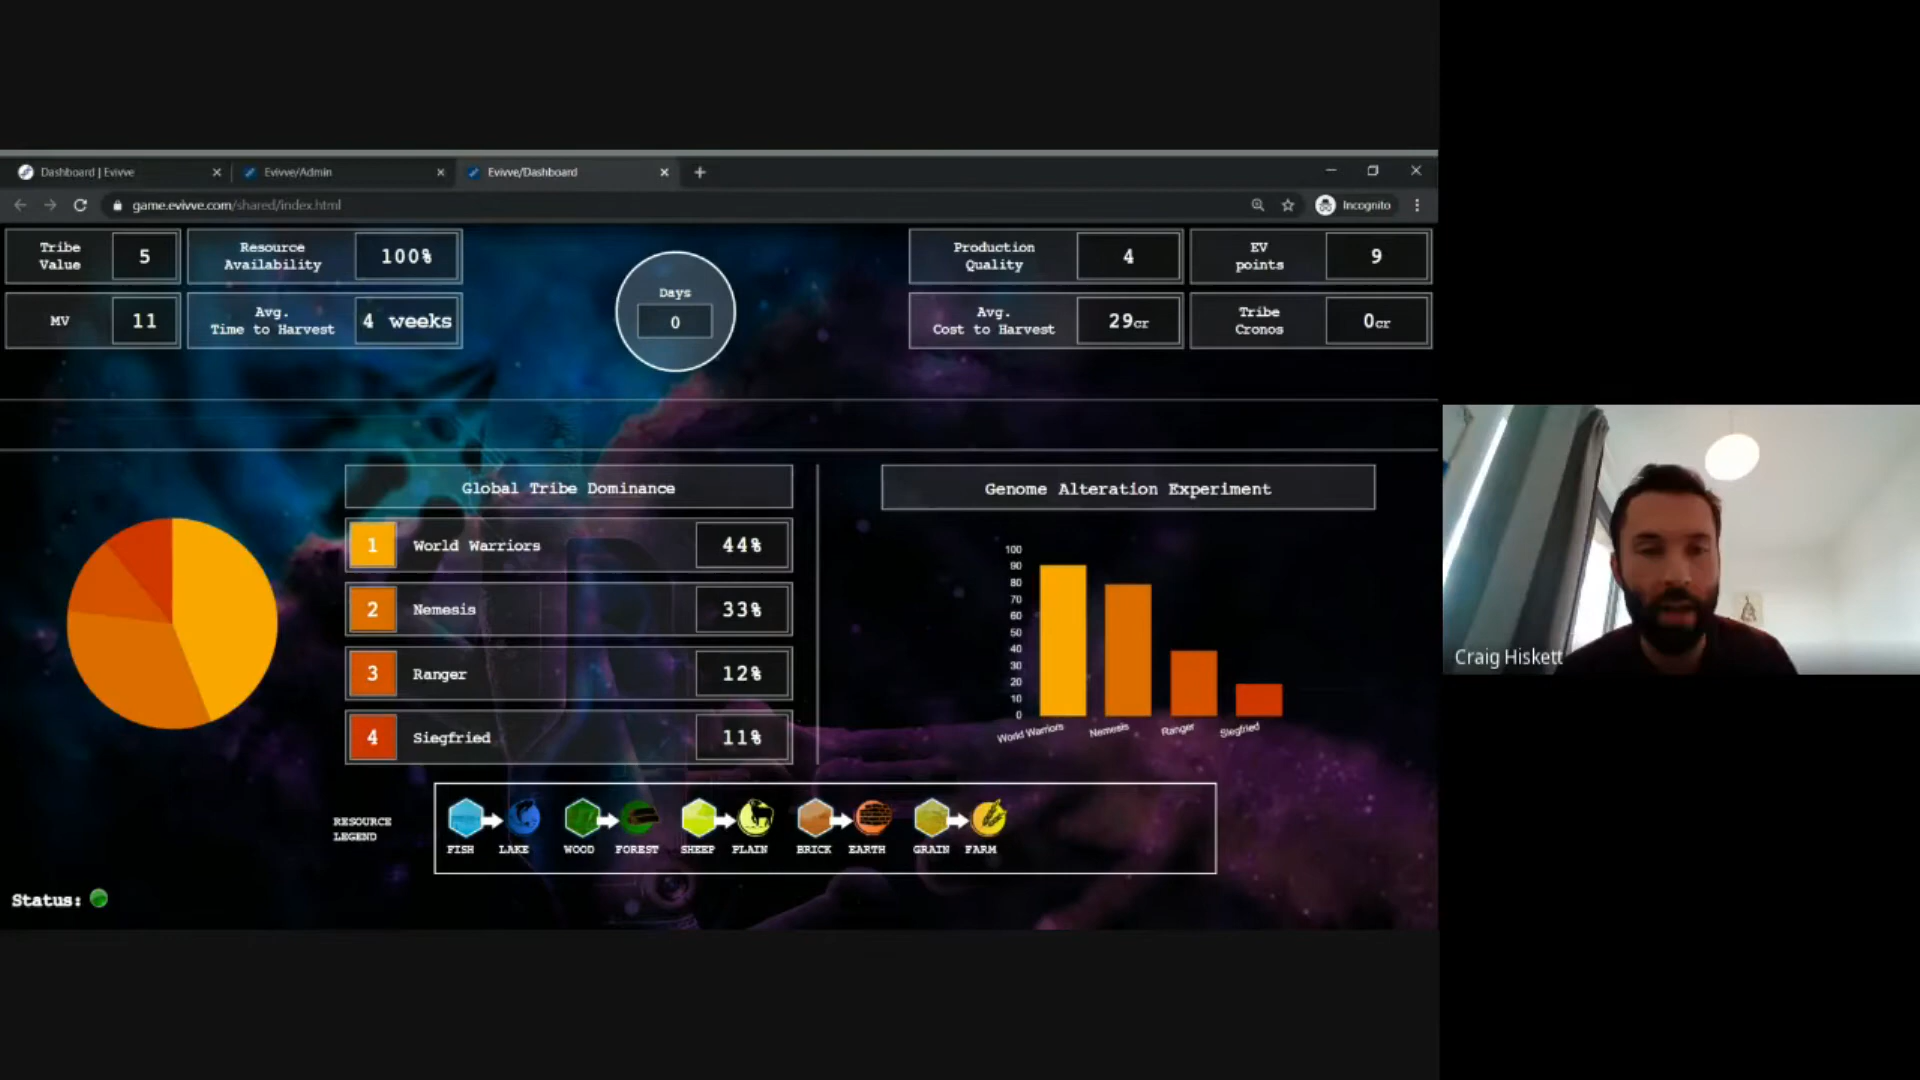 Dashboard | Evivve
Evivve/Admin
Evivve/Dashboard
game.evivve.com/shared/index.html
Incognito
Tribe
Value
5
Resource
Availability
100%
MV
11
Avg.
Time to Harvest
4 weeks
Days
0
Production
Quality
4
EV
points
9
Avg.
Cost to Harvest
29cr
Tribe
Cronos
0cr
Global Tribe Dominance
1 World Warriors 44%
2 Nemesis 33%
3 Ranger 12%
4 Siegfried 11%
Genome Alteration Experiment
100
90
80
70
60
50
40
30
20
10
0
World Warriors
Nemesis
Ranger
Siegfried
RESOURCE
LEGEND
FISH LAKE WOOD FOREST SHEEP PLAIN BRICK EARTH GRAIN FARM
Status:
Craig Hiskett